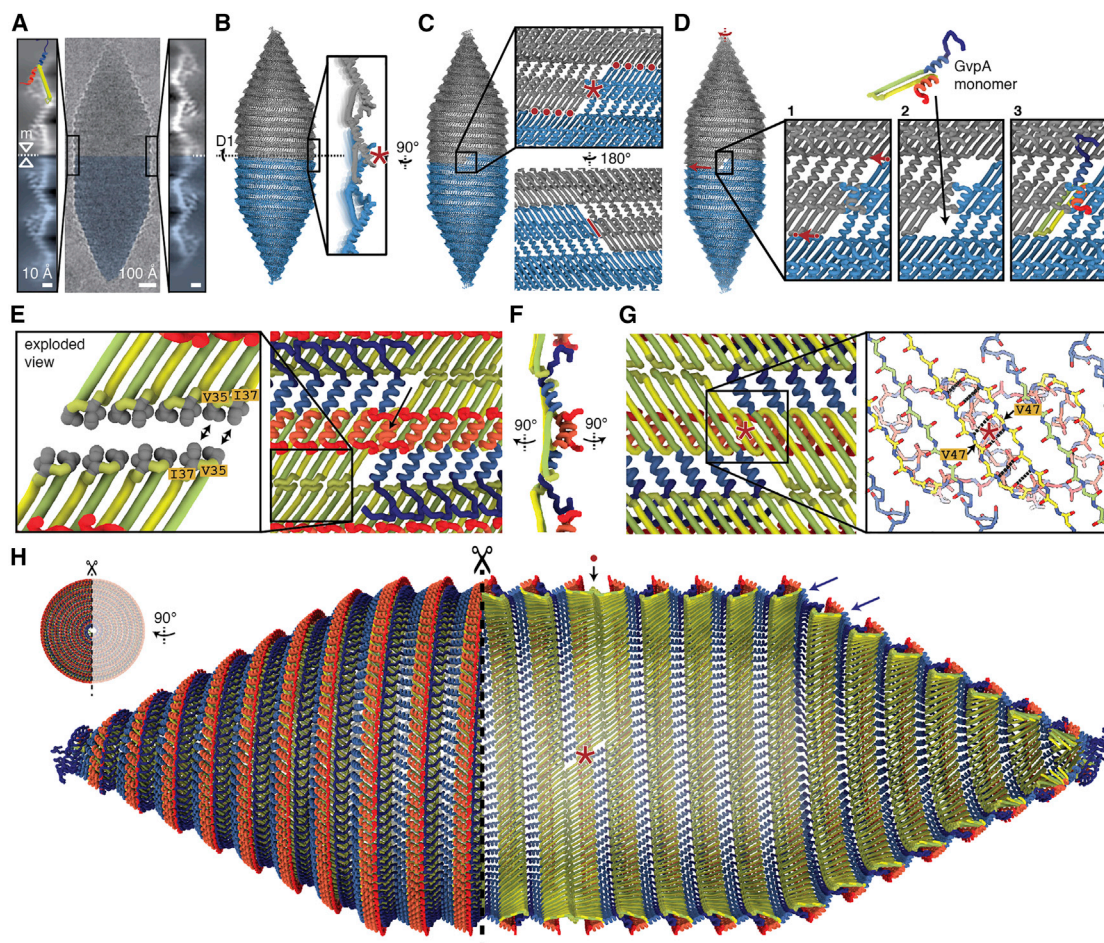 A
B
C
D
m
10 Å
100 Å
D1
90°
180°
GvpA
monomer
1
2
3
E
F
G
exploded
view
V35
I37
I37
V35
90°
90°
V47
V47
H
90°